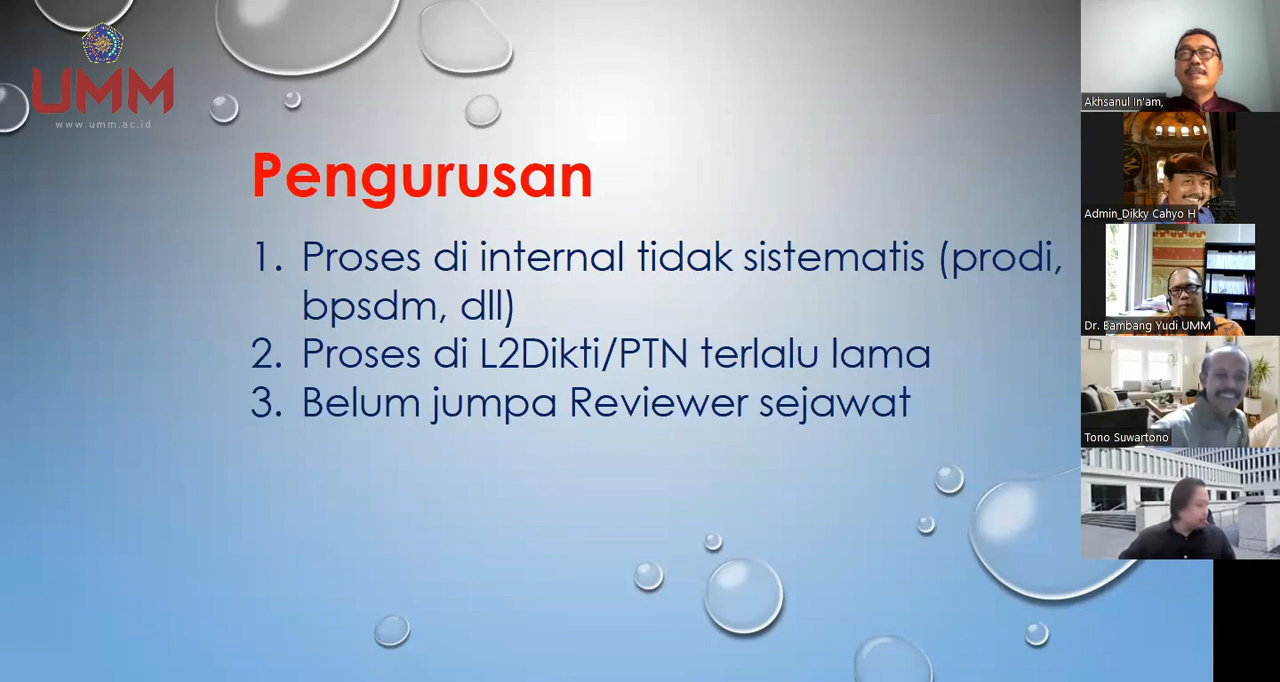 UMM
www.umm.ac.id
Pengurusan
1. Proses di internal tidak sistematis (prodi,
bpsdm, dll)
2. Proses di L2Dikti/PTN terlalu lama
3. Belum jumpa Reviewer sejawat
Akhsanul In'am,
Admin_Dikky Cahyo H
Dr. Bambang Yudi UMM
Tono Suwartono